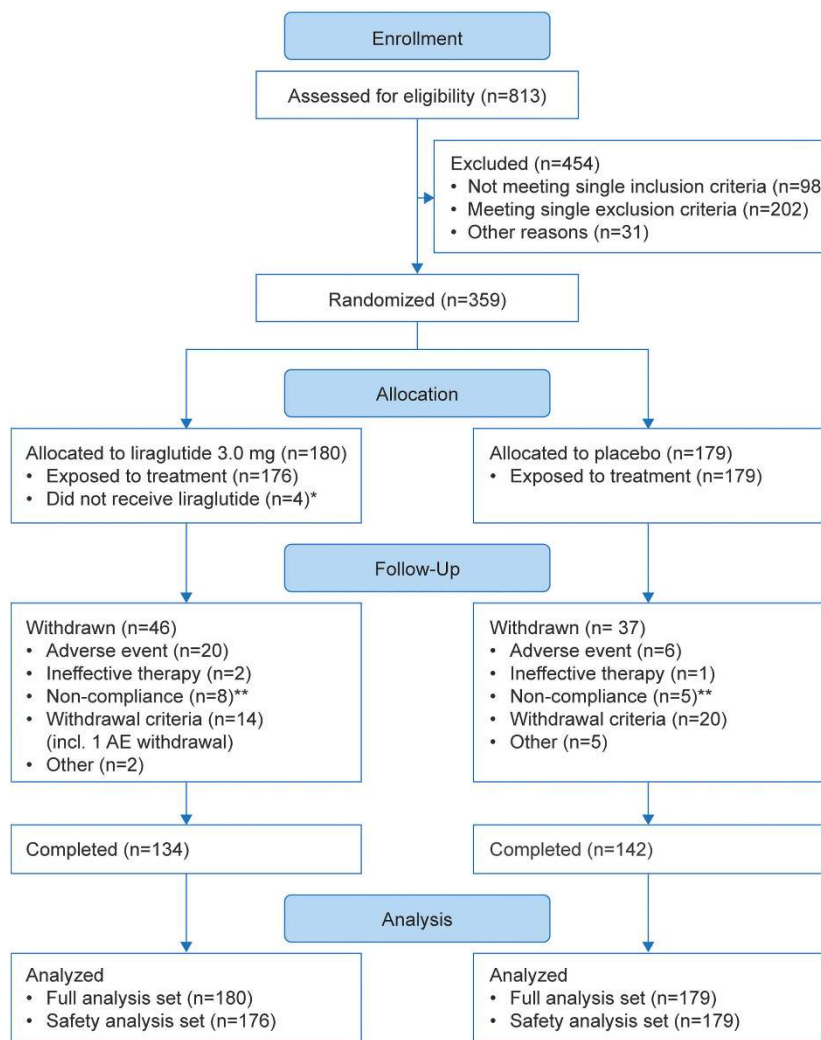 Enrollment
Assessed for eligibility (n=813)
Excluded (n=454)
• Not meeting single inclusion criteria (n=98
• Meeting single exclusion criteria (n=202)
• Other reasons (n=31)
Randomized (n=359)
Allocation
Allocated to liraglutide 3.0 mg (n=180)
• Exposed to treatment (n=176)
• Did not receive liraglutide (n=4)*
Allocated to placebo (n=179)
• Exposed to treatment (n=179)
Follow-Up
Withdrawn (n=46)
• Adverse event (n=20)
• Ineffective therapy (n=2)
• Non-compliance (n=8)**
• Withdrawal criteria (n=14)
(incl. 1 AE withdrawal)
• Other (n=2)
Withdrawn (n= 37)
• Adverse event (n=6)
• Ineffective therapy (n=1)
• Non-compliance (n=5)**
• Withdrawal criteria (n=20)
• Other (n=5)
Completed (n=134)
Completed (n=142)
Analysis
Analyzed
• Full analysis set (n=180)
• Safety analysis set (n=176)
Analyzed
• Full analysis set (n=179)
• Safety analysis set (n=179)